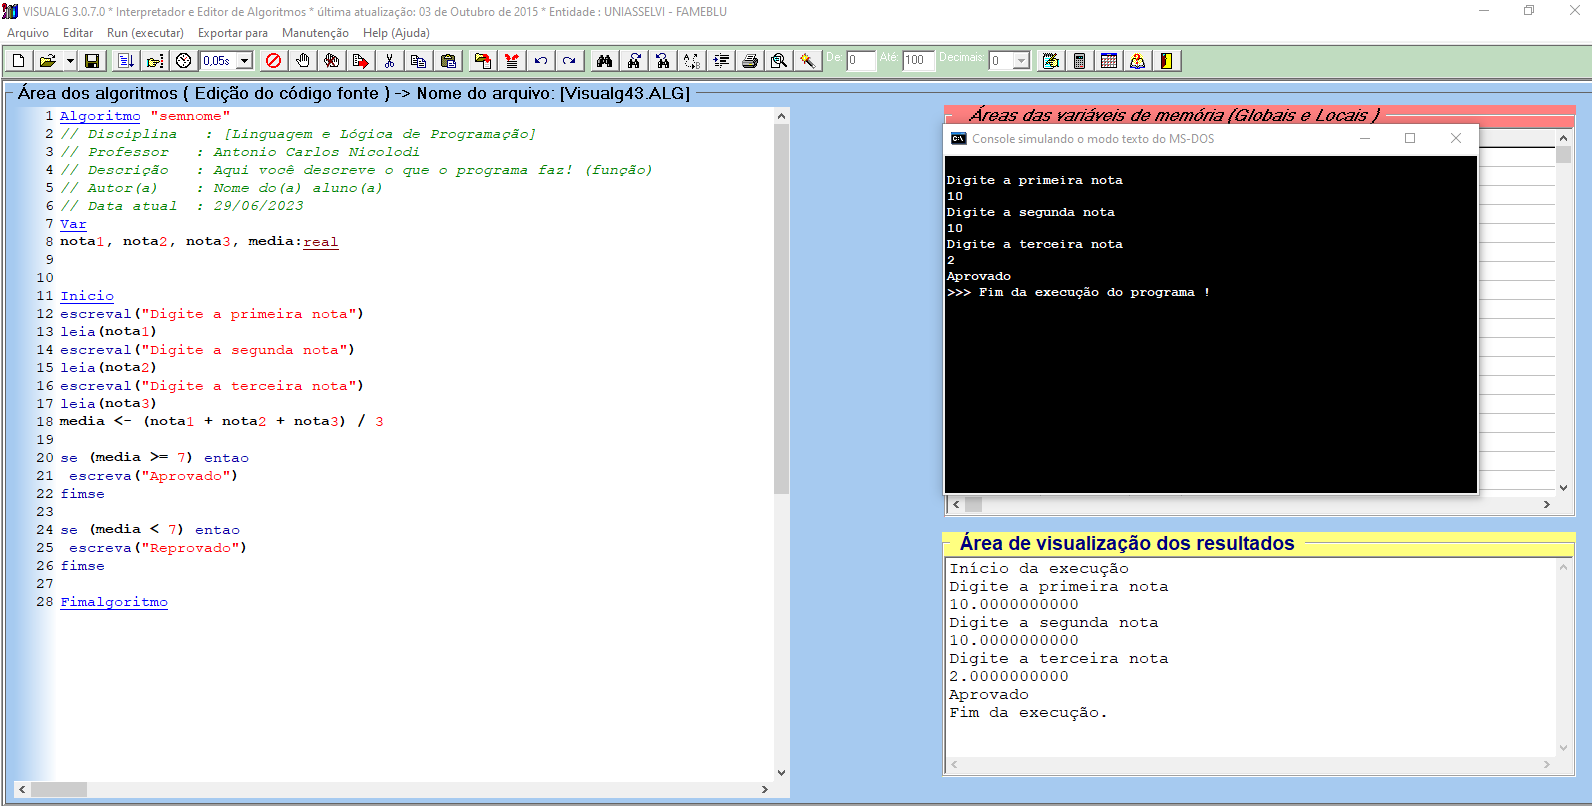 VISUALG 3.0.7.0 * Interpretador e Editor de Algoritmos * última atualização: 03 de Outubro de 2015 * Entidade : UNIASSELVI - FAMEBLU
Arquivo Editar Run (executar) Exportar para Manutenção Help (Ajuda)
0,05s De: 0 Até: 100 Decimais: 0
Área dos algoritmos ( Edição do código fonte ) -> Nome do arquivo: [Visualg43.ALG]
1 Algoritmo "semnome"
2 // Disciplina   : [Linguagem e Lógica de Programação]
3 // Professor   : Antonio Carlos Nicolodi
4 // Descrição   : Aqui você descreve o que o programa faz! (função)
5 // Autor(a)    : Nome do(a) aluno(a)
6 // Data atual  : 29/06/2023
7 Var
8 nota1, nota2, nota3, media:real
9
10
11 Inicio
12 escreval("Digite a primeira nota")
13 leia(nota1)
14 escreval("Digite a segunda nota")
15 leia(nota2)
16 escreval("Digite a terceira nota")
17 leia(nota3)
18 media <- (nota1 + nota2 + nota3) / 3
19
20 se (media >= 7) entao
21  escreva("Aprovado")
22 fimse
23
24 se (media < 7) entao
25  escreva("Reprovado")
26 fimse
27
28 Fimalgoritmo
Áreas das variáveis de memória (Globais e Locais )
Console simulando o modo texto do MS-DOS
Digite a primeira nota
10
Digite a segunda nota
10
Digite a terceira nota
2
Aprovado
>>> Fim da execução do programa !
Área de visualização dos resultados
Início da execução
Digite a primeira nota
10.0000000000
Digite a segunda nota
10.0000000000
Digite a terceira nota
2.0000000000
Aprovado
Fim da execução.